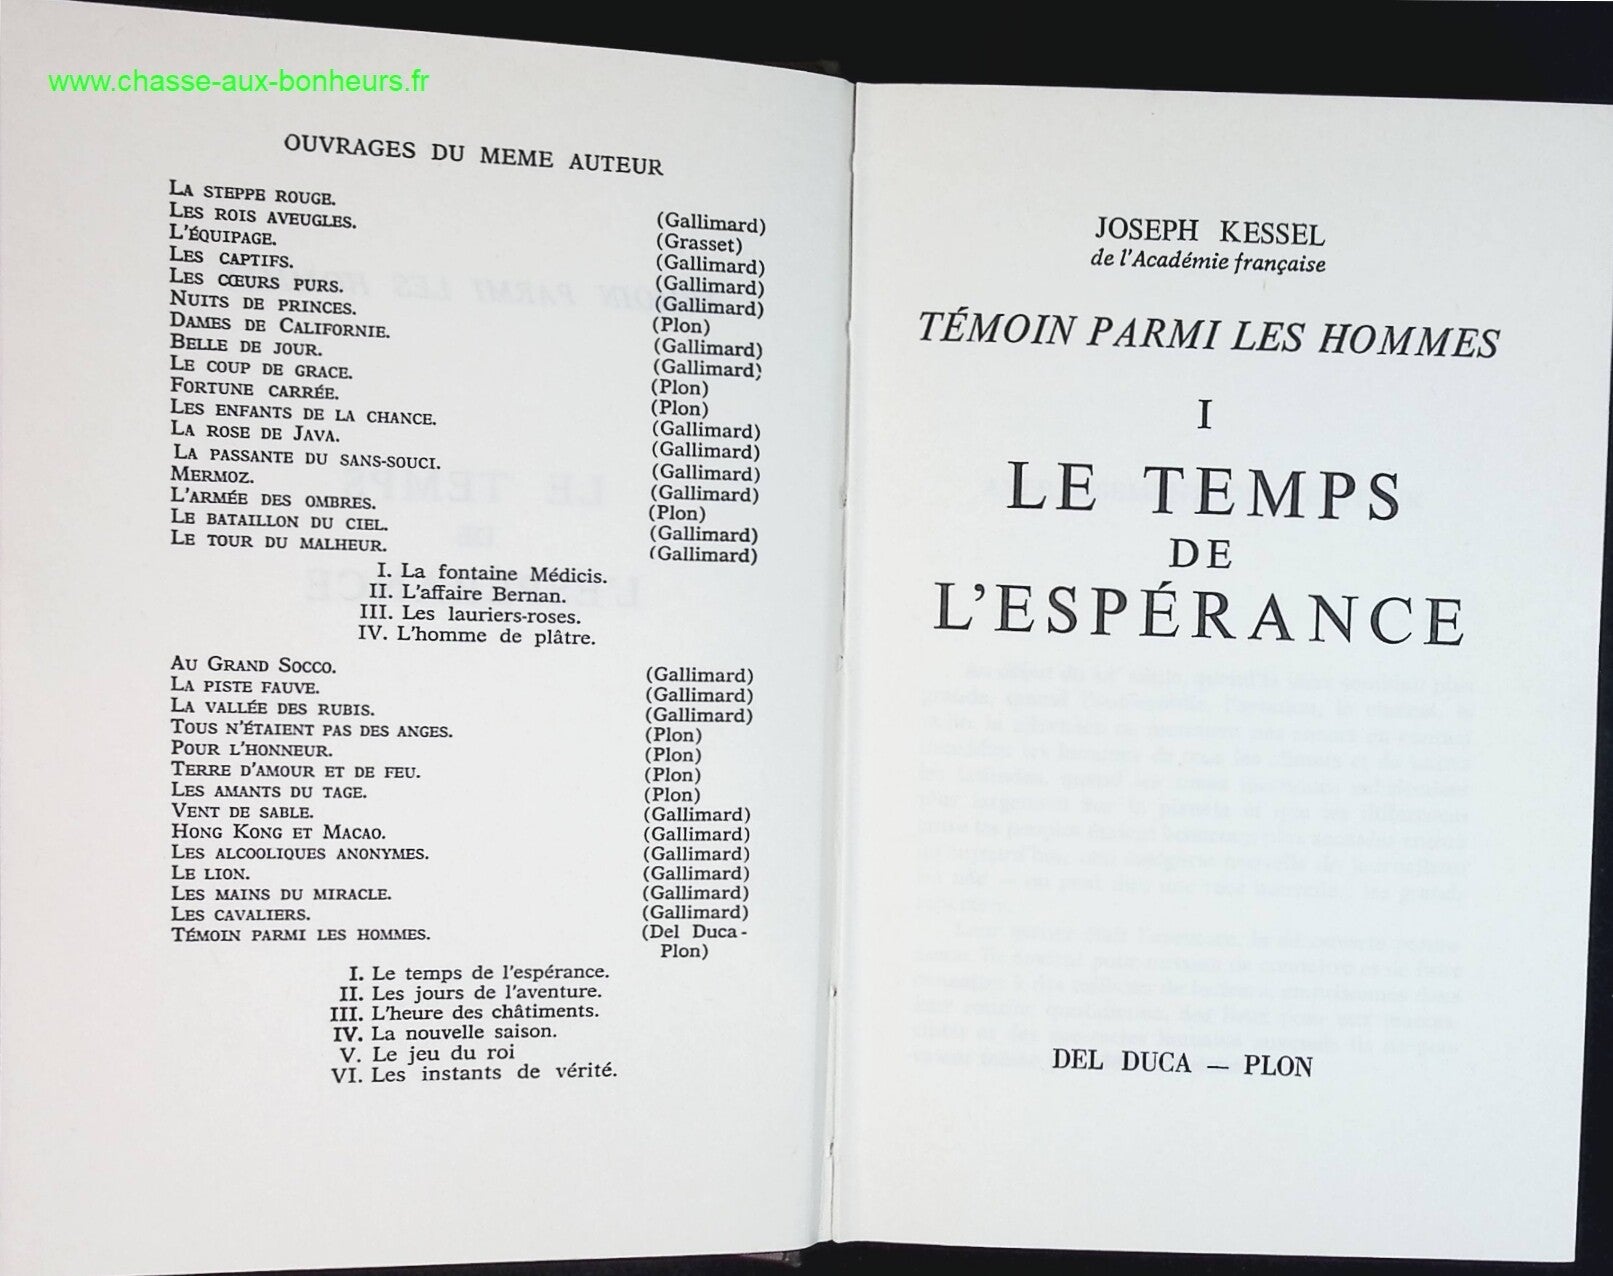 www.chasse-aux-bonheurs.fr
OUVRAGES DU MEME AUTEUR
LA STEPPE ROUGE. (Gallimard)
LES ROIS AVEUGLES. (Grasset)
L'ÉQUIPAGE. (Gallimard)
LES CAPTIFS. (Gallimard)
LES CŒURS PURS. (Gallimard)
NUITS DE PRINCES. (Plon)
DAMES DE CALIFORNIE. (Gallimard)
BELLE DE JOUR. (Gallimard)
LE COUP DE GRACE. (Plon)
FORTUNE CARRÉE. (Plon)
LES ENFANTS DE LA CHANCE. (Gallimard)
LA ROSE DE JAVA. (Gallimard)
LA PASSANTE DU SANS-SOUCI. (Gallimard)
MERMOZ. (Gallimard)
L'ARMÉE DES OMBRES. (Plon)
LE BATAILLON DU CIEL. (Gallimard)
LE TOUR DU MALHEUR. (Gallimard)
I. La fontaine Médicis.
II. L'affaire Bernan.
III. Les lauriers-roses.
IV. L'homme de plâtre.
AU GRAND SOCCO. (Gallimard)
LA PISTE FAUVE. (Gallimard)
LA VALLÉE DES RUBIS. (Gallimard)
TOUS N'ÉTAIENT PAS DES ANGES. (Plon)
POUR L'HONNEUR. (Plon)
TERRE D'AMOUR ET DE FEU. (Plon)
LES AMANTS DU TAGE. (Plon)
VENT DE SABLE. (Gallimard)
HONG KONG ET MACAO. (Gallimard)
LES ALCOOLIQUES ANONYMES. (Gallimard)
LE LION. (Gallimard)
LES MAINS DU MIRACLE. (Gallimard)
LES CAVALIERS. (Gallimard)
TÉMOIN PARMI LES HOMMES. (Del Duca -
Plon)
I. Le temps de l'espérance.
II. Les jours de l'aventure.
III. L'heure des châtiments.
IV. La nouvelle saison.
V. Le jeu du roi
VI. Les instants de vérité.
JOSEPH KESSEL
de l'Académie française
TÉMOIN PARMI LES HOMMES
I
LE TEMPS
DE
L'ESPÉRANCE
DEL DUCA — PLON